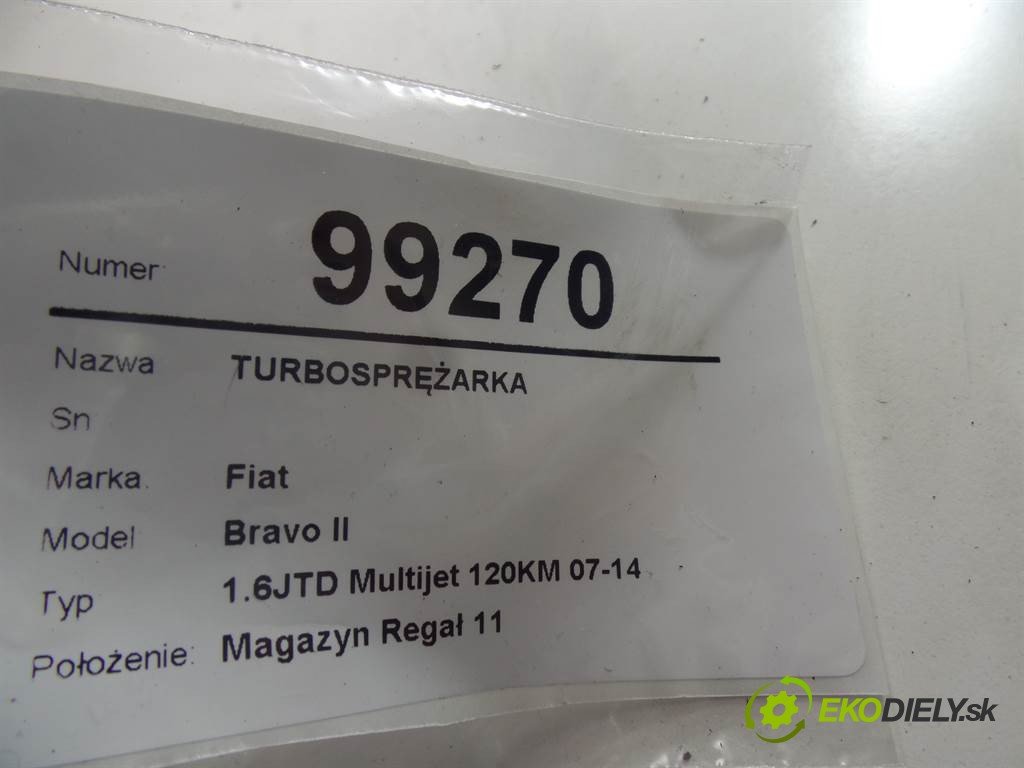 Numer: 99270
Nazwa TURBOSPRĘŻARKA
Sn
Marka. Fiat
Model Bravo II
Typ 1.6JTD Multijet 120KM 07-14
Położenie: Magazyn Regał 11
EKODIELY.sk